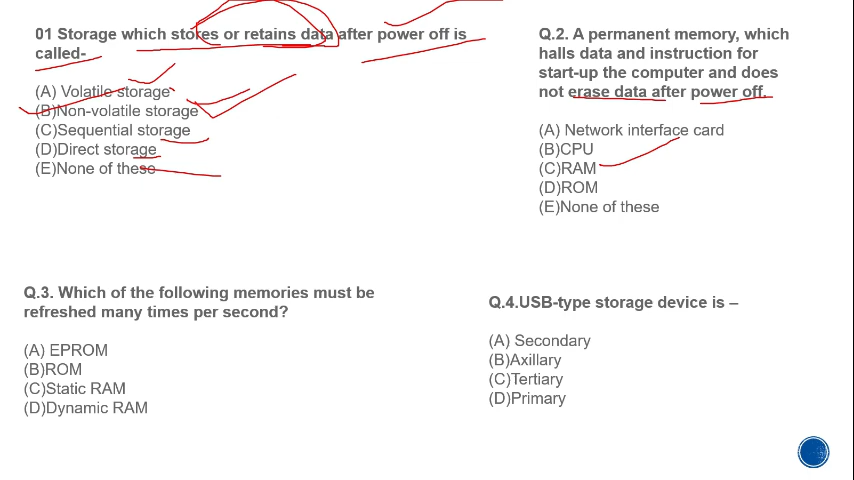 01 Storage which stores or retains data after power off is
called-
(A) Volatile storage
(B)Non-volatile storage
(C)Sequential storage
(D)Direct storage
(E)None of these
Q.2. A permanent memory, which
halls data and instruction for
start-up the computer and does
not erase data after power off.
(A) Network interface card
(B)CPU
(C)RAM
(D)ROM
(E)None of these
Q.3. Which of the following memories must be
refreshed many times per second?
(A) EPROM
(B)ROM
(C)Static RAM
(D)Dynamic RAM
Q.4.USB-type storage device is –
(A) Secondary
(B)Axillary
(C)Tertiary
(D)Primary